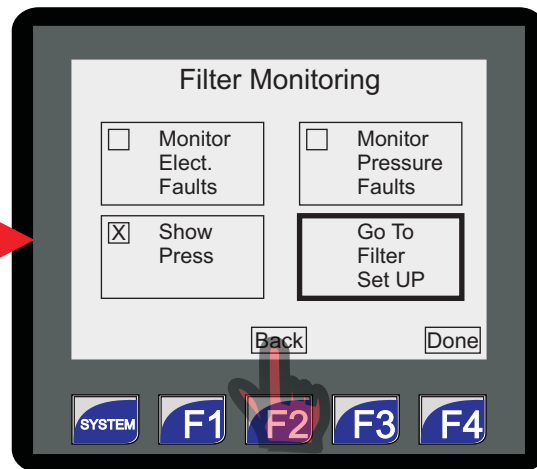 Filter Monitoring
Monitor
Elect.
Faults
Monitor
Pressure
Faults
X
Show
Press
Go To
Filter
Set UP
Back
Done
SYSTEM
F1
F2
F3
F4